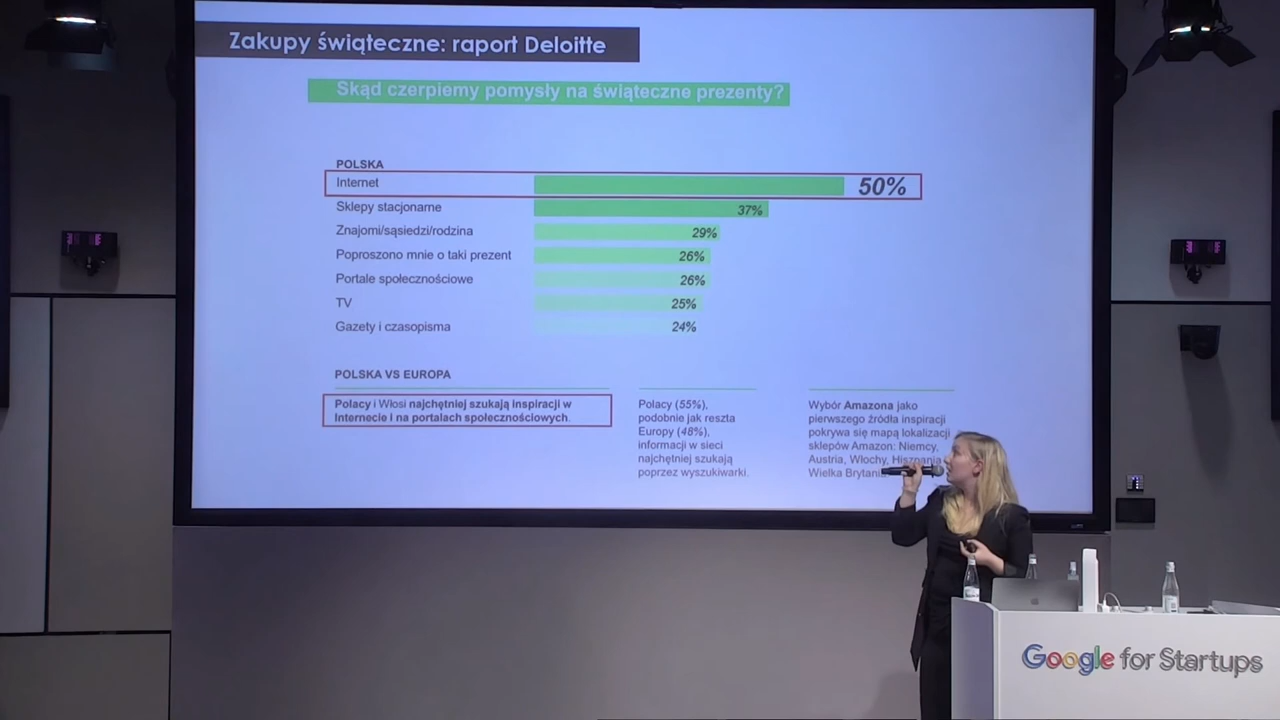 Zakupy świąteczne: raport Deloitte
Skąd czerpiemy pomysły na świąteczne prezenty?
POLSKA
Internet 50%
Sklepy stacjonarne 37%
Znajomi/sąsiedzi/rodzina 29%
Poproszono mnie o taki prezent 26%
Portale społecznościowe 26%
TV 25%
Gazety i czasopisma 24%
POLSKA VS EUROPA
Polacy i Włosi najchętniej szukają inspiracji w
Internecie i na portalach społecznościowych.
Polacy (55%),
podobnie jak reszta
Europy (48%),
informacji w sieci
najchętniej szukają
poprzez wyszukiwarki.
Wybór Amazona jako
pierwszego źródła inspiracji
pokrywa się mapą lokalizacji
sklepów Amazon: Niemcy,
Austria, Włochy, Hiszpania
Wielka
Google for Startups